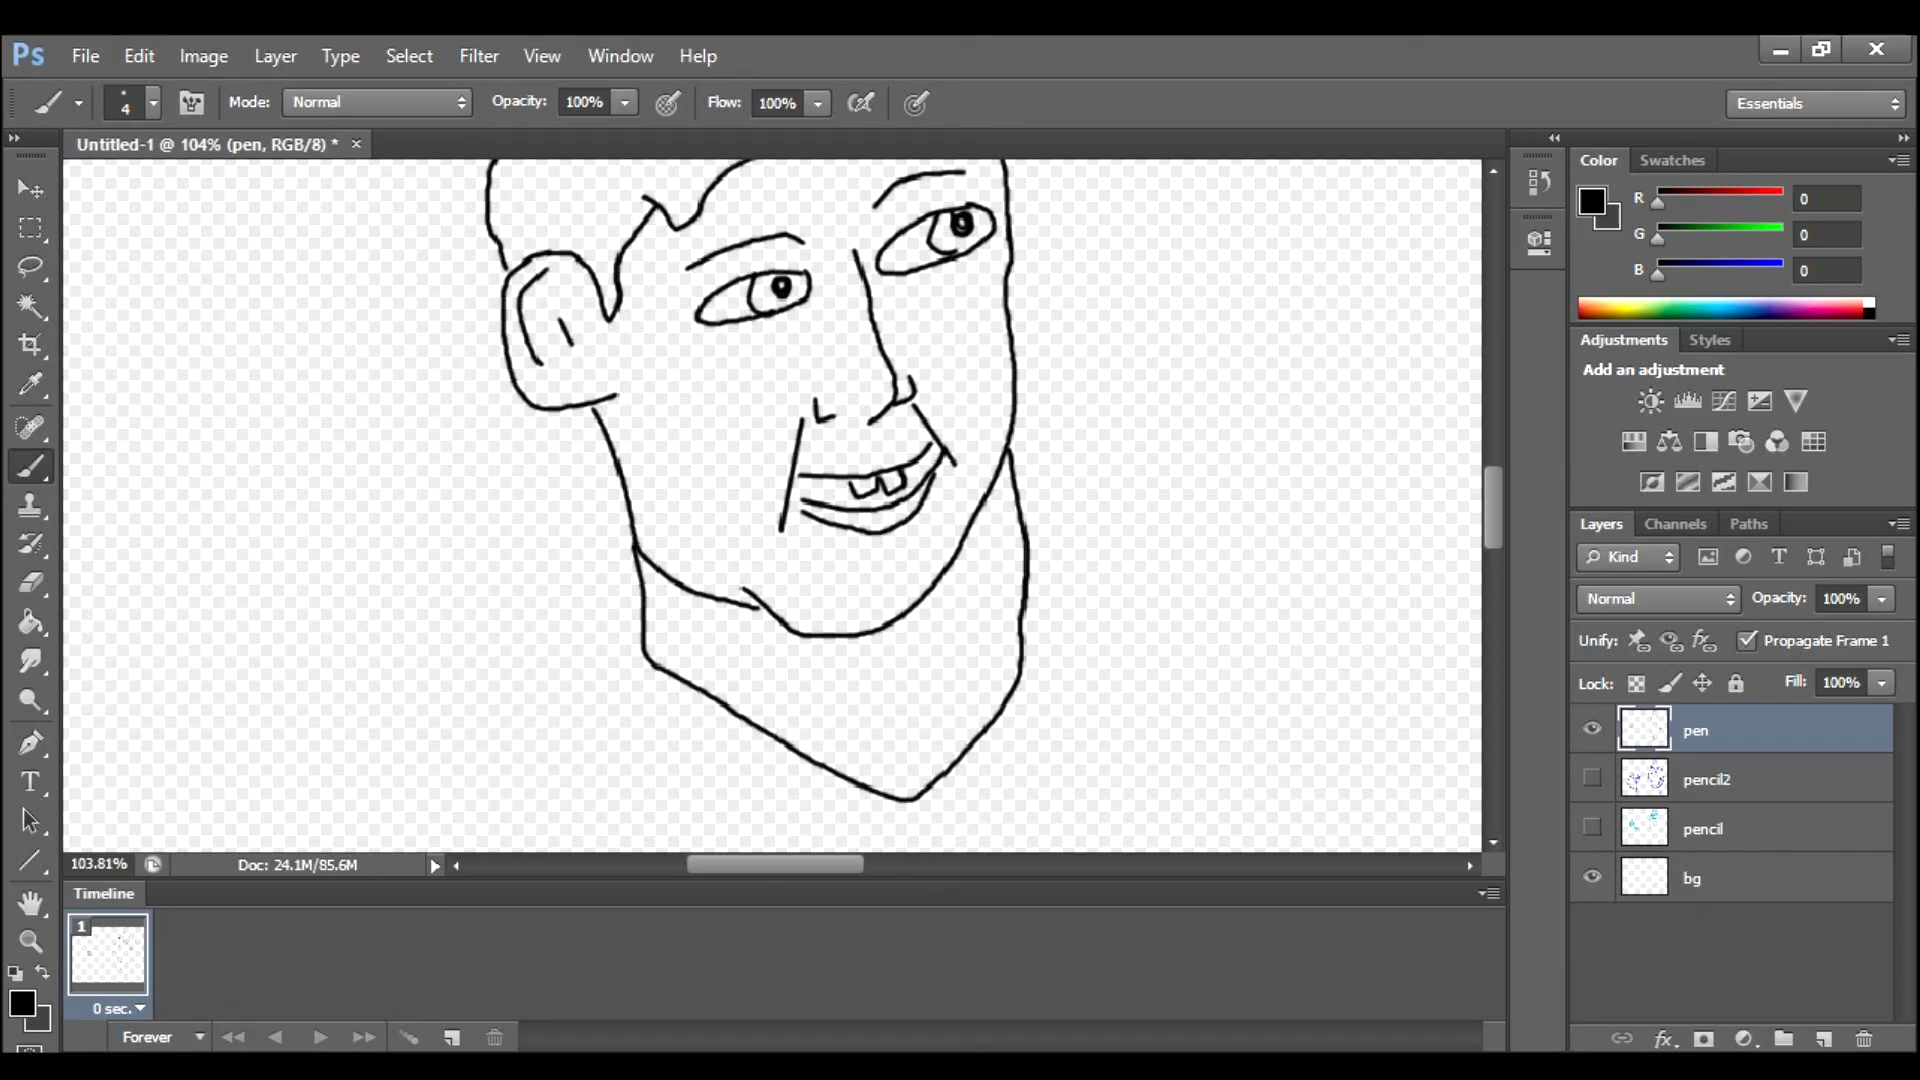 Ps File Edit Image Layer Type Select Filter View Window Help
4 Mode: Normal Opacity: 100% Flow: 100% Essentials
Untitled-1 @ 104% (pen, RGB/8) *
Color Swatches
R 0
G 0
B 0
Adjustments Styles
Add an adjustment
Layers Channels Paths
Kind
Normal Opacity: 100%
Unify: Propagate Frame 1
Lock: Fill: 100%
pen
pencil2
pencil
bg
103.81% Doc: 24.1M/85.6M
Timeline
1
0 sec.
Forever
fx